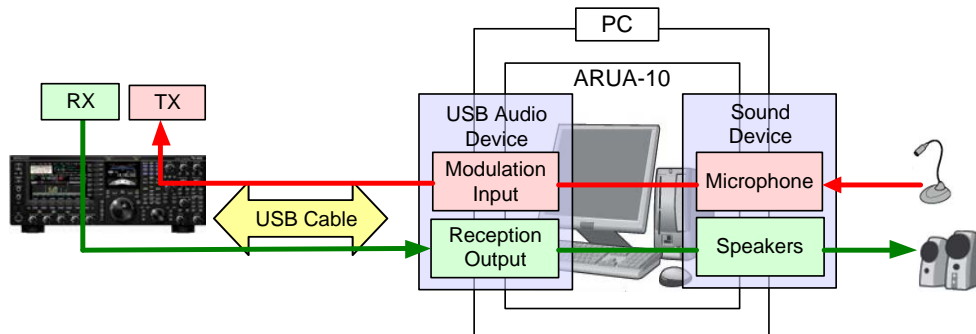 PC
ARUA-10
RX
TX
USB Audio
Device
Sound
Device
Modulation
Input
Microphone
USB Cable
Reception
Output
Speakers